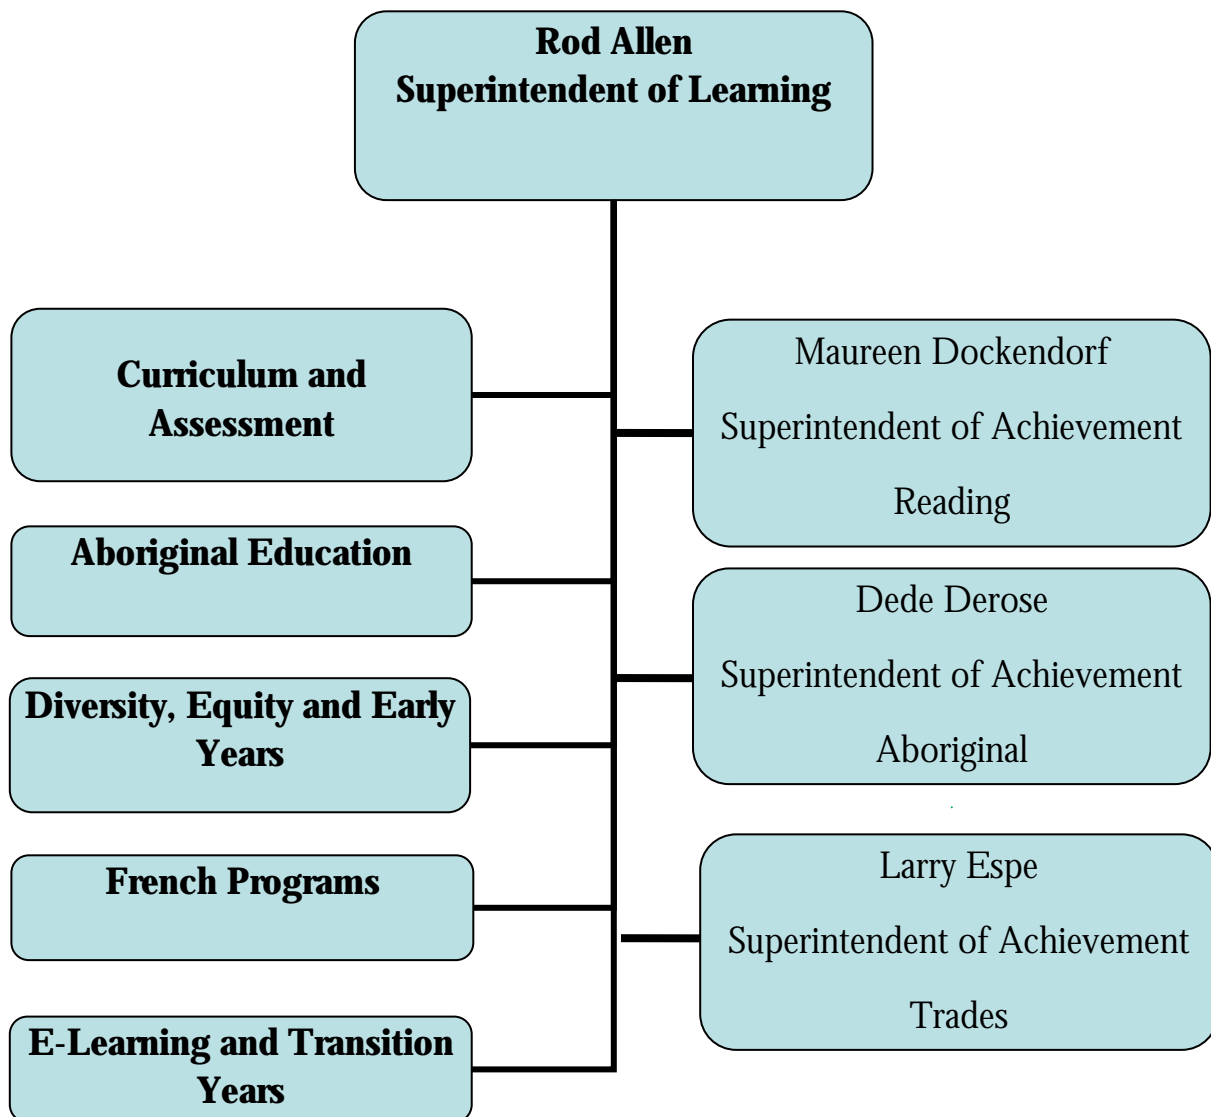 Rod Allen
Superintendent of Learning
Curriculum and
Assessment
Aboriginal Education
Diversity, Equity and Early
Years
French Programs
E-Learning and Transition
Years
Maureen Dockendorf
Superintendent of Achievement
Reading
Dede Derose
Superintendent of Achievement
Aboriginal
.
Larry Espe
Superintendent of Achievement
Trades